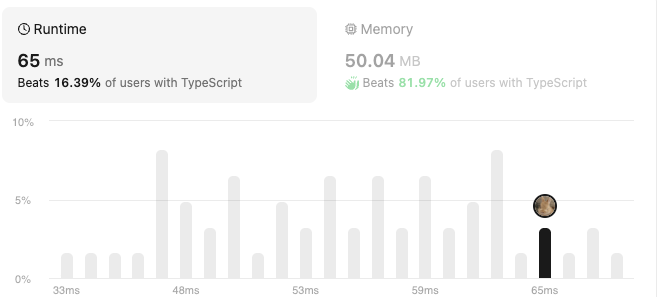 Runtime
65 ms
Beats 16.39% of users with TypeScript
Memory
50.04 MB
Beats 81.97% of users with TypeScript
10%
5%
0%
33ms 48ms 53ms 59ms 65ms